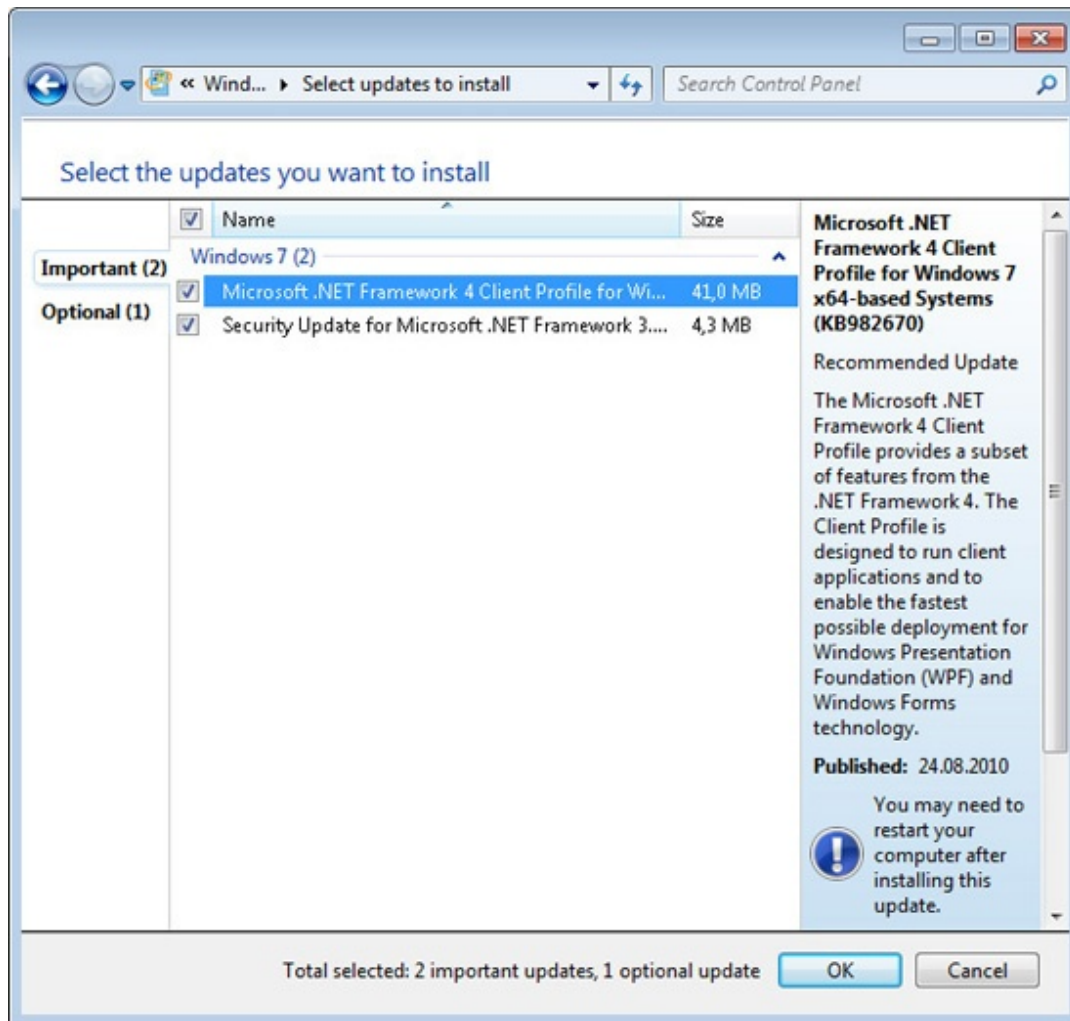 « Wind... ▸ Select updates to install
Search Control Panel
Select the updates you want to install
Name Size
Important (2)
Optional (1)
Windows 7 (2)
Microsoft .NET Framework 4 Client Profile for Wi... 41,0 MB
Security Update for Microsoft .NET Framework 3.... 4,3 MB
Microsoft .NET
Framework 4 Client
Profile for Windows 7
x64-based Systems
(KB982670)
Recommended Update
The Microsoft .NET
Framework 4 Client
Profile provides a subset
of features from the
.NET Framework 4. The
Client Profile is
designed to run client
applications and to
enable the fastest
possible deployment for
Windows Presentation
Foundation (WPF) and
Windows Forms
technology.
Published: 24.08.2010
You may need to
restart your
computer after
installing this
update.
Total selected: 2 important updates, 1 optional update
OK
Cancel